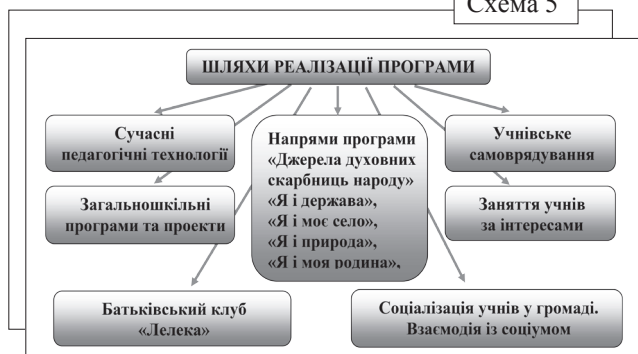 Схема 5
ШЛЯХИ РЕАЛІЗАЦІЇ ПРОГРАМИ
Сучасні
педагогічні технології
Напрями програми
«Джерела духовних
скарбниць народу»
«Я і держава»,
«Я і моє село»,
«Я і природа»,
«Я і моя родина»,
Учнівське
самоврядування
Загальношкільні
програми та проекти
Заняття учнів
за інтересами
Батьківський клуб
«Лелека»
Соціалізація учнів у громаді.
Взаємодія із соціумом